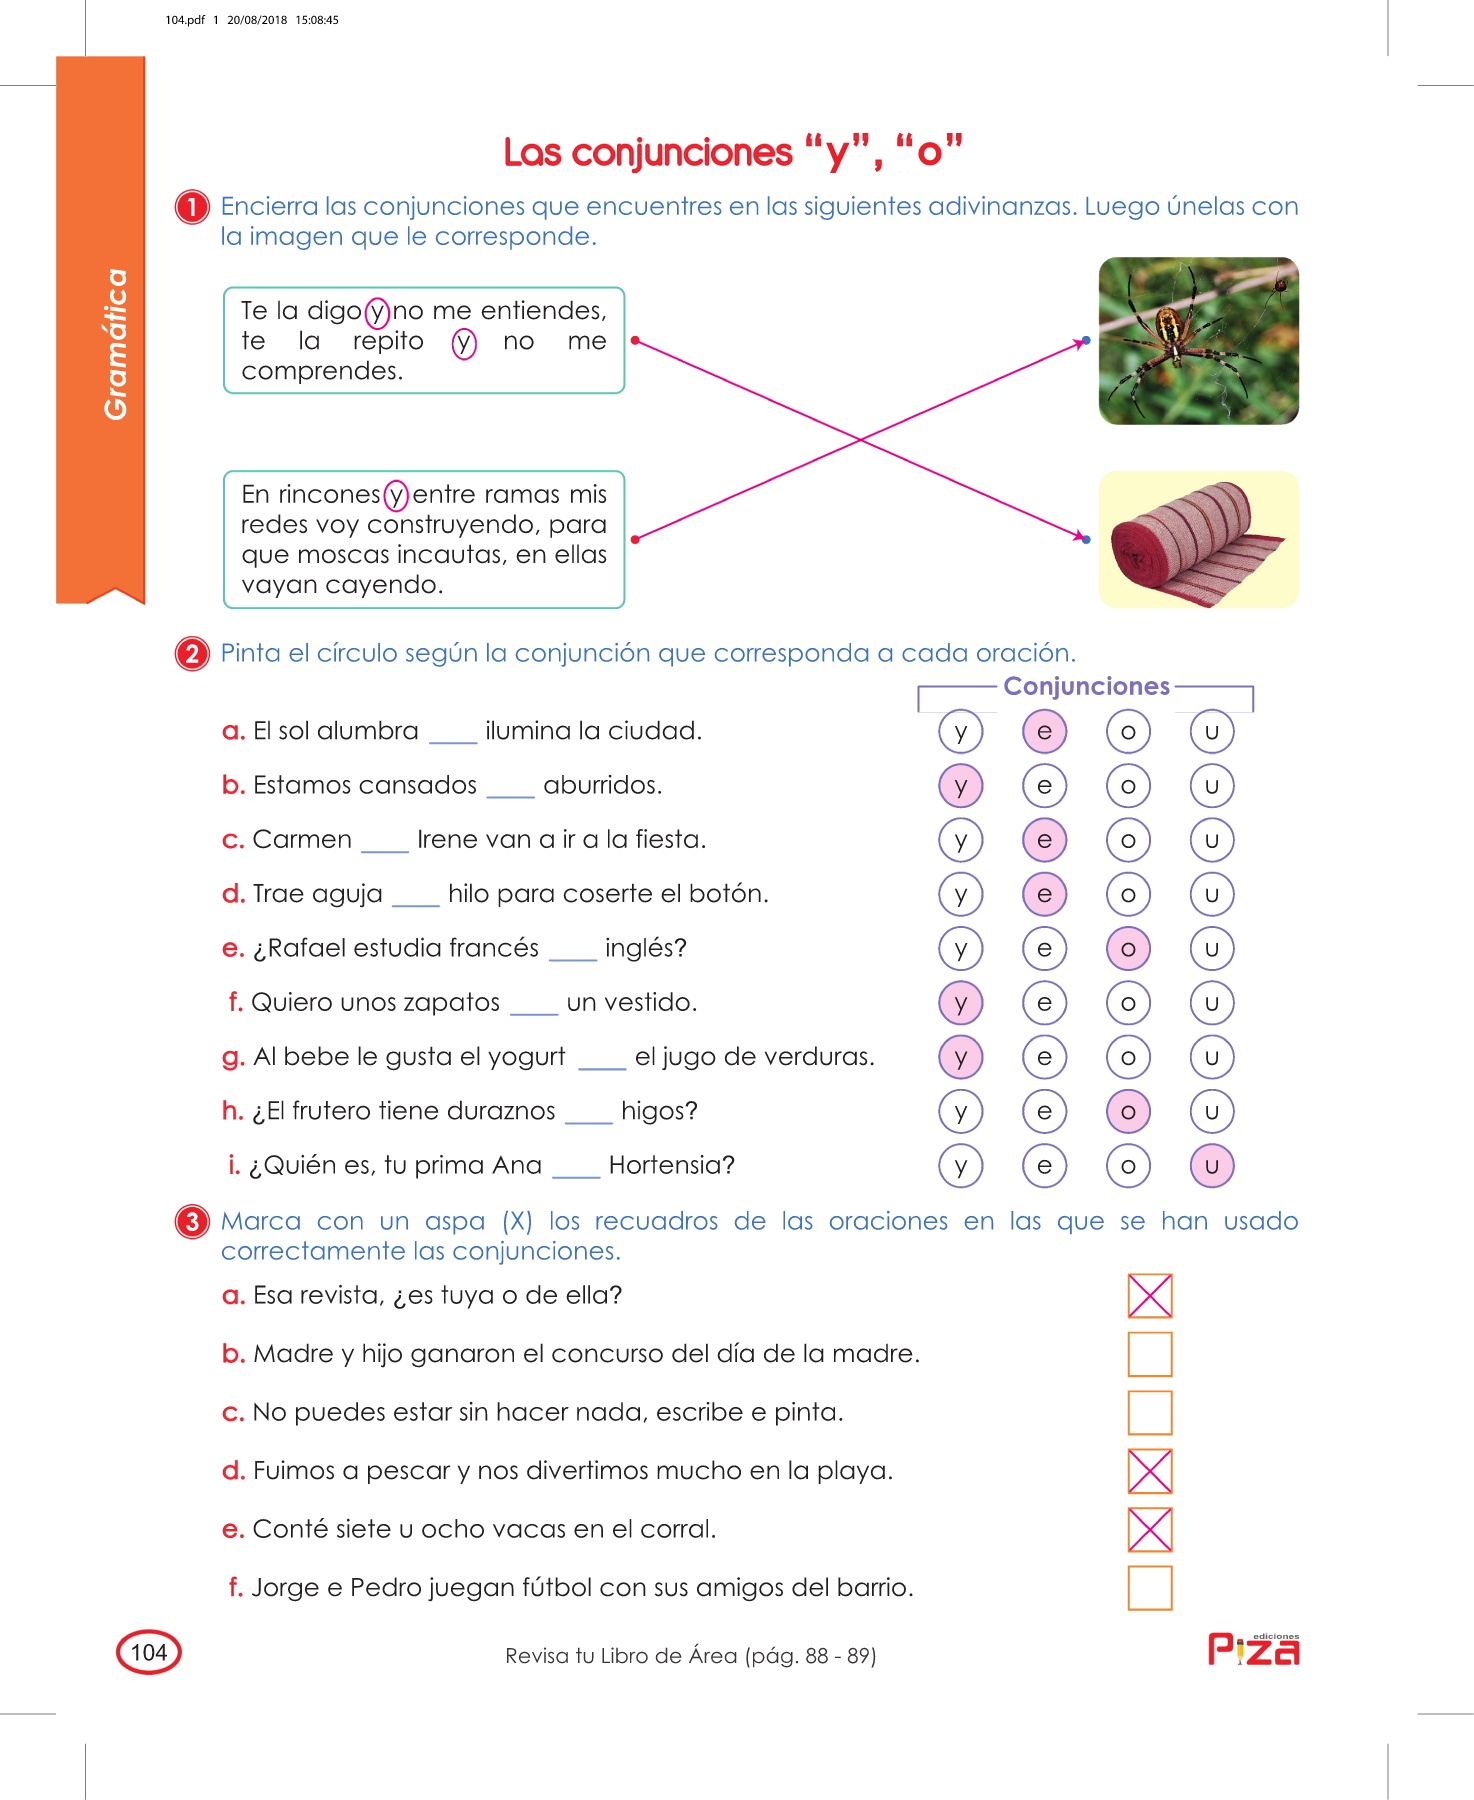 104.pdf 1 20/08/2018 15:08:45
Gramática
Las conjunciones “y”, “o”
1 Encierra las conjunciones que encuentres en las siguientes adivinanzas. Luego únelas con
la imagen que le corresponde.
Te la digo y no me entiendes,
te la repito y no me
comprendes.
En rincones y entre ramas mis
redes voy construyendo, para
que moscas incautas, en ellas
vayan cayendo.
2 Pinta el círculo según la conjunción que corresponda a cada oración.
Conjunciones
a. El sol alumbra ____ ilumina la ciudad. y e o u
b. Estamos cansados ____ aburridos. y e o u
c. Carmen ____ Irene van a ir a la fiesta. y e o u
d. Trae aguja ____ hilo para coserte el botón. y e o u
e. ¿Rafael estudia francés ____ inglés? y e o u
f. Quiero unos zapatos ____ un vestido. y e o u
g. Al bebe le gusta el yogurt ____ el jugo de verduras. y e o u
h. ¿El frutero tiene duraznos ____ higos? y e o u
i. ¿Quién es, tu prima Ana ____ Hortensia? y e o u
3 Marca con un aspa (X) los recuadros de las oraciones en las que se han usado
correctamente las conjunciones.
a. Esa revista, ¿es tuya o de ella?
b. Madre y hijo ganaron el concurso del día de la madre.
c. No puedes estar sin hacer nada, escribe e pinta.
d. Fuimos a pescar y nos divertimos mucho en la playa.
e. Conté siete u ocho vacas en el corral.
f. Jorge e Pedro juegan fútbol con sus amigos del barrio.
104
Revisa tu Libro de Área (pág. 88 - 89)
ediciones
Piza